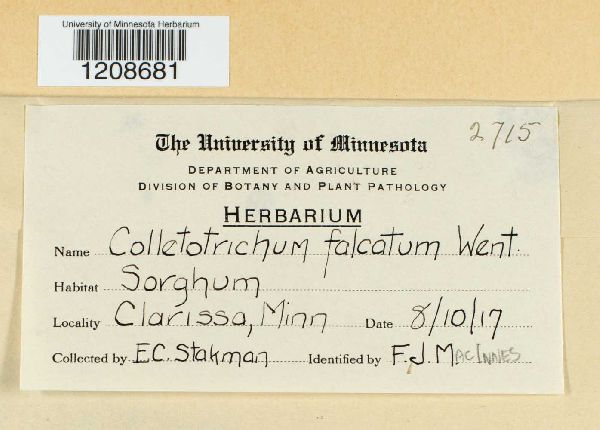 University of Minnesota Herbarium
1208681
2715
The University of Minnesota
DEPARTMENT OF AGRICULTURE
DIVISION OF BOTANY AND PLANT PATHOLOGY
HERBARIUM
Name Colletotrichum falcatum Went.
Habitat Sorghum
Locality Clarissa, Minn Date 8/10/17
Collected by E.C. Stakman Identified by F.J. MACINNES